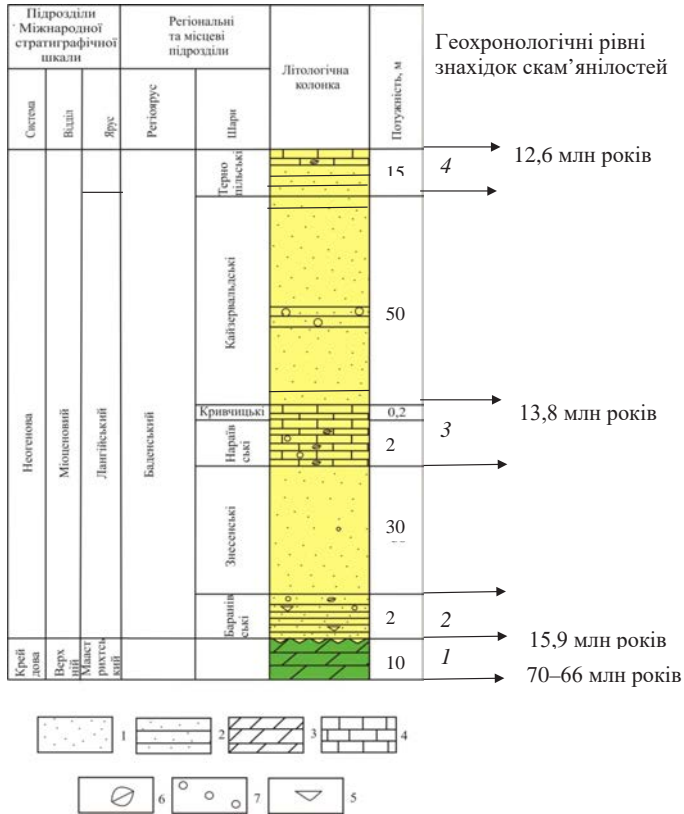 Підрозділи
Міжнародної
стратиграфічної
шкали
Регіональні
та місцеві
підрозділи
Літологічна
колонка
Потужність, м
Геохронологічні рівні
знахідок скам’янілостей
Система
Відділ
Ярус
Регіоярус
Шари
Терно
пільські
15
4
12,6 млн років
Кайзервальдські
50
Кривчицькі
0,2
13,8 млн років
3
Нараїв
ські
2
Неогенова
Міоценовий
Лангійський
Баденський
Знесенські
30
Баранів
ські
2
2
15,9 млн років
Крей
дова
Верх
ній
Мааст
рихтсь
кий
10
1
70–66 млн років
1
2
3
4
6
7
5